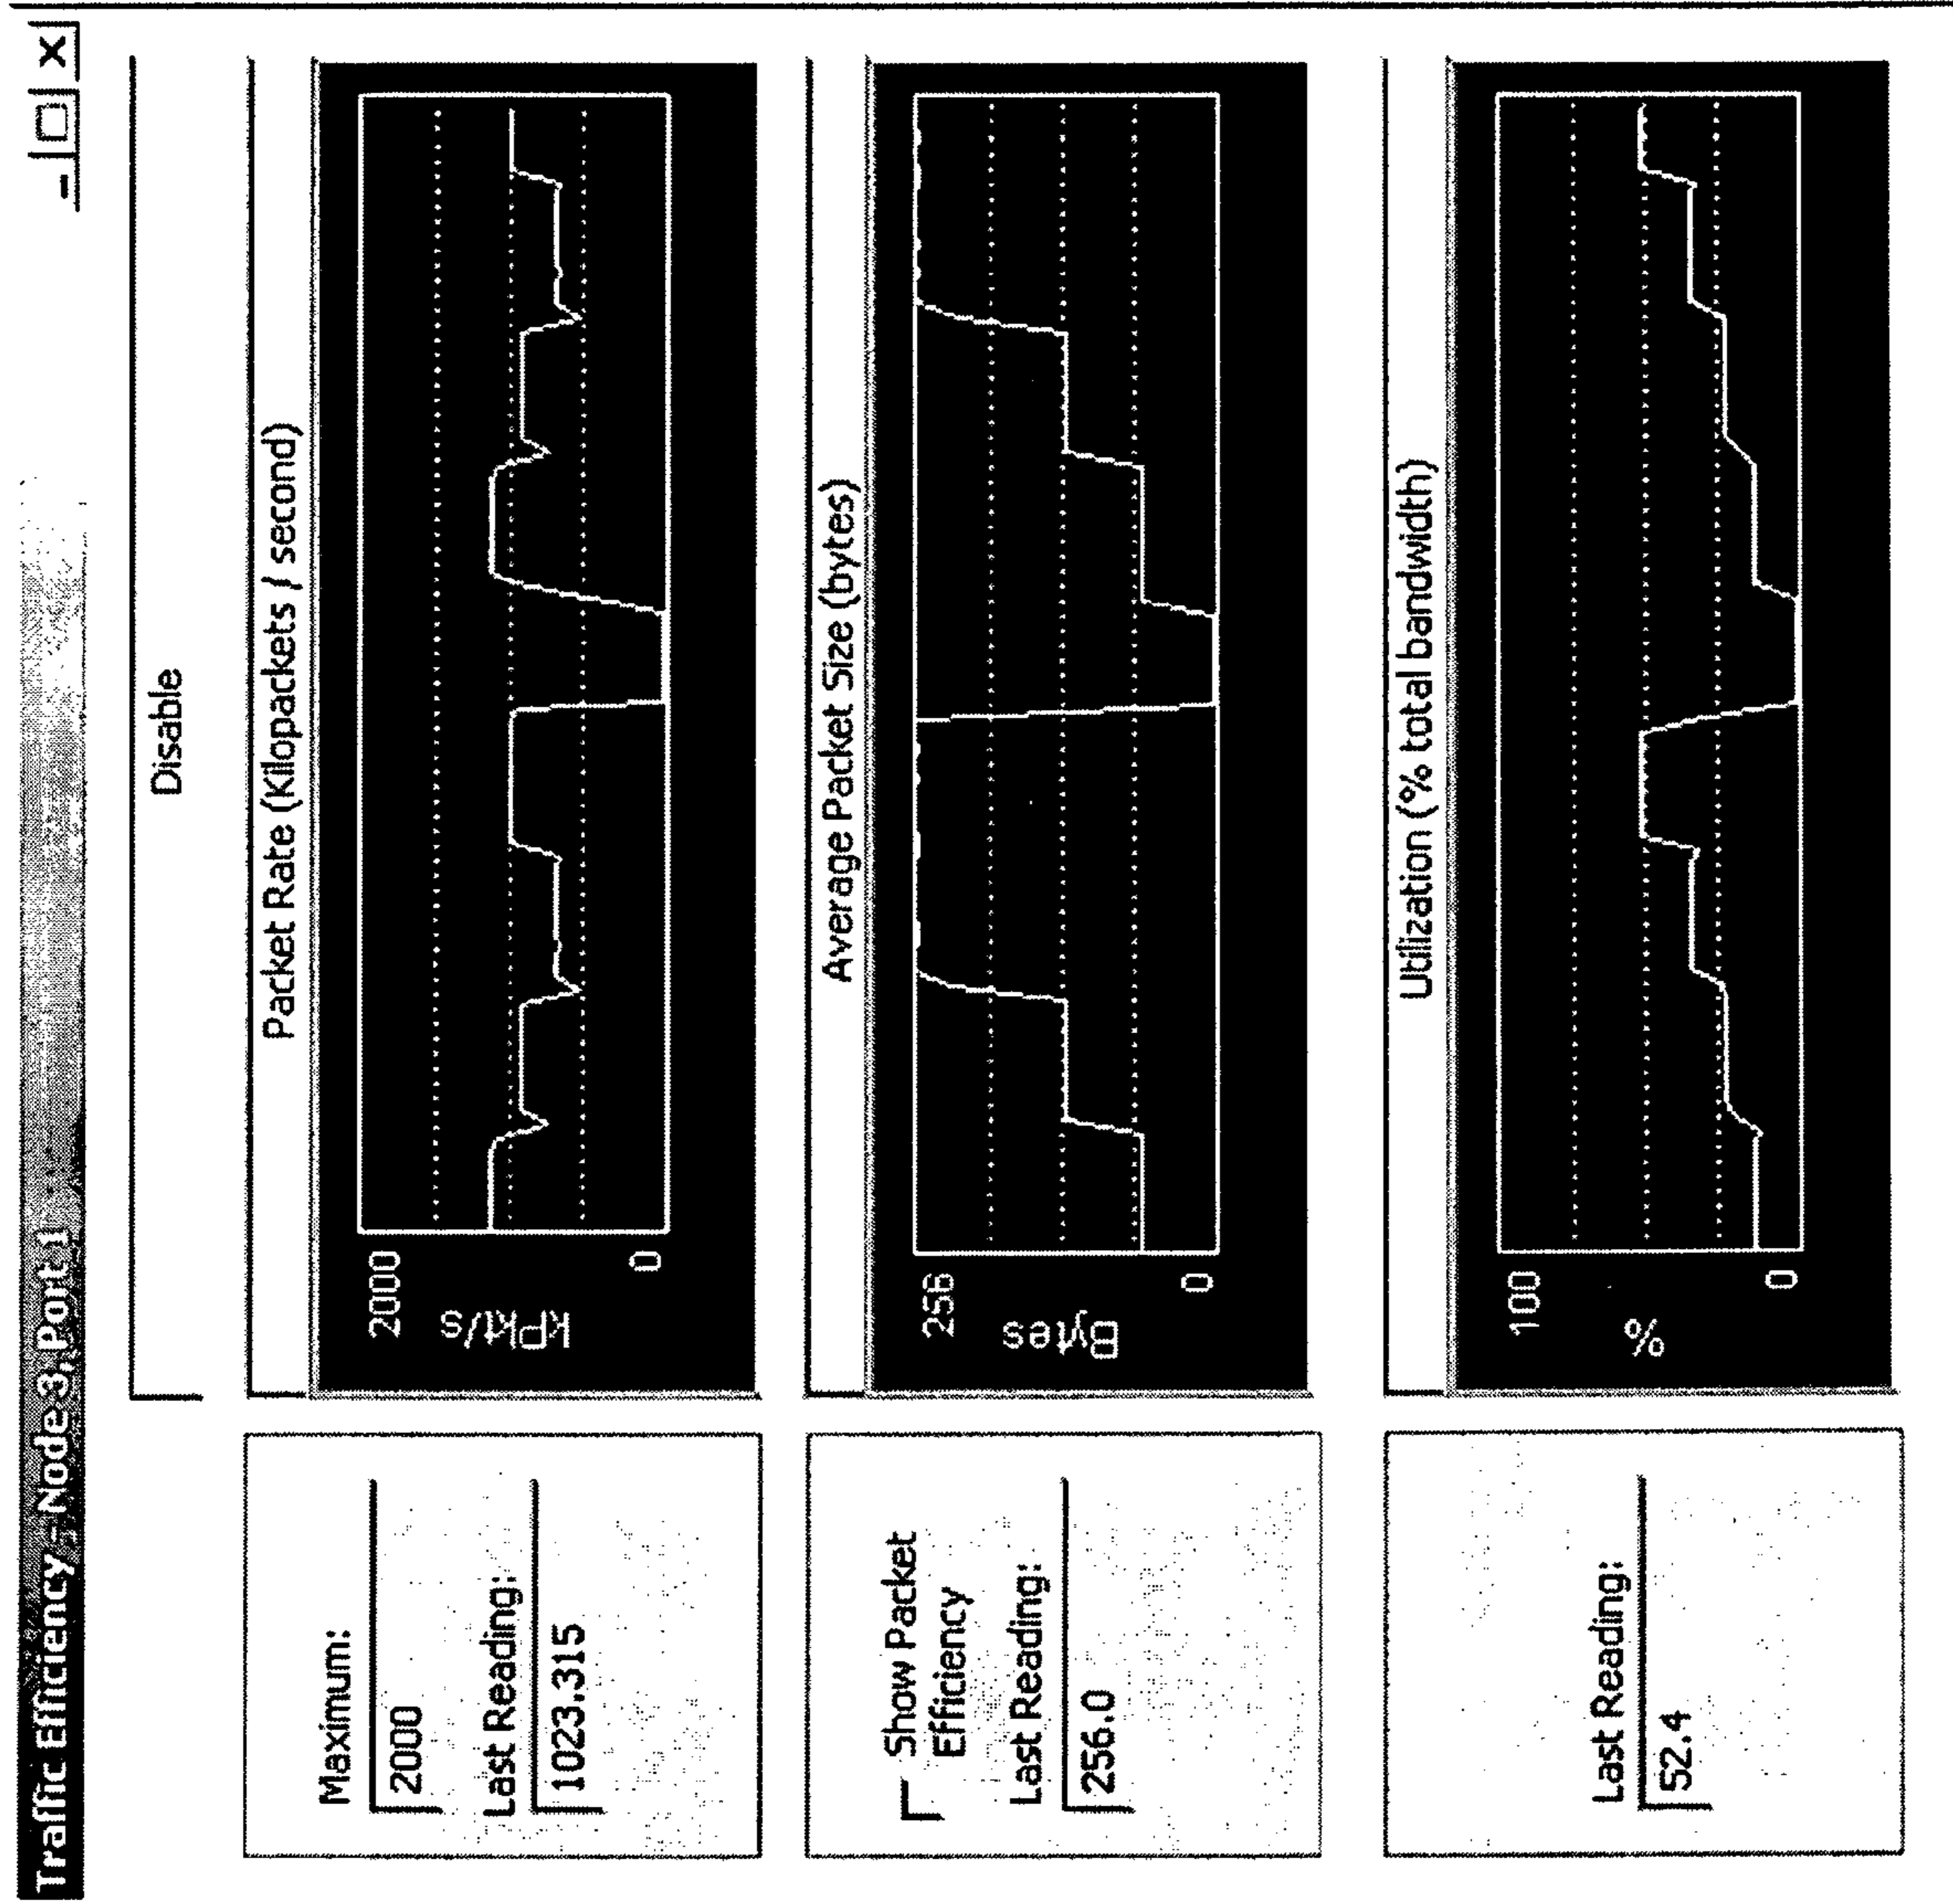 Traffic Efficiency - Node 3, Port 1
Disable
Maximum:
2000
Last Reading:
1023.315
Packet Rate (Kilopackets / second)
2000
kPkt/s
0
Show Packet
Efficiency
Last Reading:
256.0
Average Packet Size (bytes)
256
Bytes
0
Last Reading:
52.4
Utilization (% total bandwidth)
100
%
0